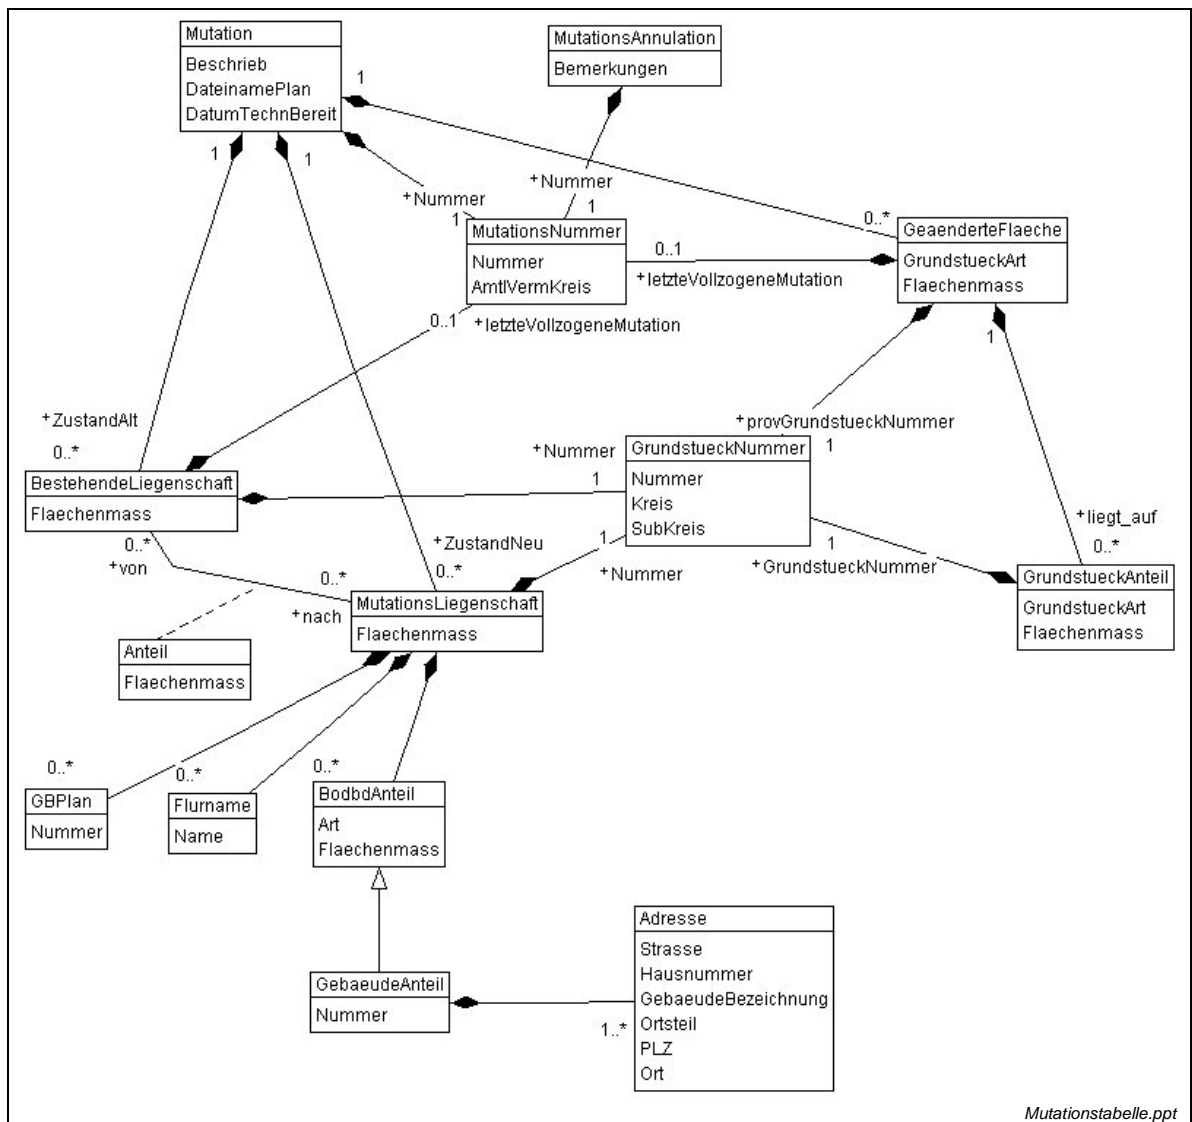 Mutation
Beschrieb
DateinamePlan
DatumTechnBereit
MutationsAnnulation
Bemerkungen
1
1
1
+Nummer
1
+Nummer
1
MutationsNummer
Nummer
AmtlVermKreis
0..*
GeaenderteFlaeche
GrundstueckArt
Flaechenmass
0..1
+letzteVollzogeneMutation
0..1
+letzteVollzogeneMutation
1
+ZustandAlt
0..*
+provGrundstueckNummer
1
BestehendeLiegenschaft
Flaechenmass
+Nummer
1
GrundstueckNummer
Nummer
Kreis
SubKreis
+liegt_auf
0..*
0..*
+von
+ZustandNeu
0..*
1
+Nummer
1
+GrundstueckNummer
GrundstueckAnteil
GrundstueckArt
Flaechenmass
0..*
+nach
MutationsLiegenschaft
Flaechenmass
Anteil
Flaechenmass
0..*
0..*
0..*
GBPlan
Nummer
Flurname
Name
BodbdAnteil
Art
Flaechenmass
GebaeudeAnteil
Nummer
1..*
Adresse
Strasse
Hausnummer
GebaeudeBezeichnung
Ortsteil
PLZ
Ort
Mutationstabelle.ppt